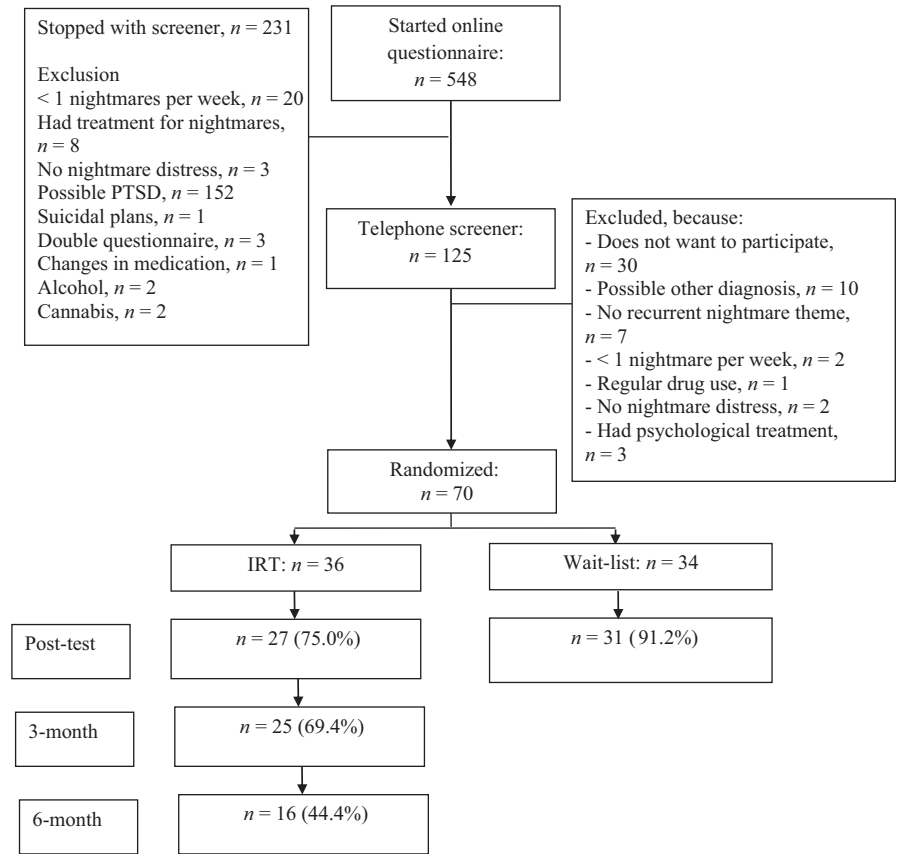 Stopped with screener, n = 231
Exclusion
< 1 nightmares per week, n = 20
Had treatment for nightmares,
n = 8
No nightmare distress, n = 3
Possible PTSD, n = 152
Suicidal plans, n = 1
Double questionnaire, n = 3
Changes in medication, n = 1
Alcohol, n = 2
Cannabis, n = 2
Started online
questionnaire:
n = 548
Telephone screener:
n = 125
Excluded, because:
- Does not want to participate,
n = 30
- Possible other diagnosis, n = 10
- No recurrent nightmare theme,
n = 7
- < 1 nightmare per week, n = 2
- Regular drug use, n = 1
- No nightmare distress, n = 2
- Had psychological treatment,
n = 3
Randomized:
n = 70
IRT: n = 36
Wait-list: n = 34
Post-test
n = 27 (75.0%)
n = 31 (91.2%)
3-month
n = 25 (69.4%)
6-month
n = 16 (44.4%)